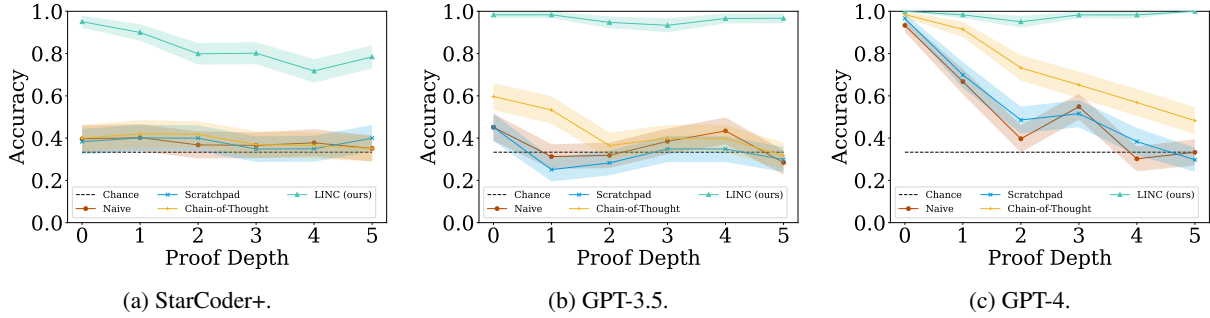 Accuracy
1.0
0.8
0.6
0.4
0.2
0.0
Chance
Naive
Scratchpad
Chain-of-Thought
LINC (ours)
0 1 2 3 4 5
Proof Depth
(a) StarCoder+.
Accuracy
1.0
0.8
0.6
0.4
0.2
0.0
Chance
Naive
Scratchpad
Chain-of-Thought
LINC (ours)
0 1 2 3 4 5
Proof Depth
(b) GPT-3.5.
Accuracy
1.0
0.8
0.6
0.4
0.2
0.0
Chance
Naive
Scratchpad
Chain-of-Thought
LINC (ours)
0 1 2 3 4 5
Proof Depth
(c) GPT-4.